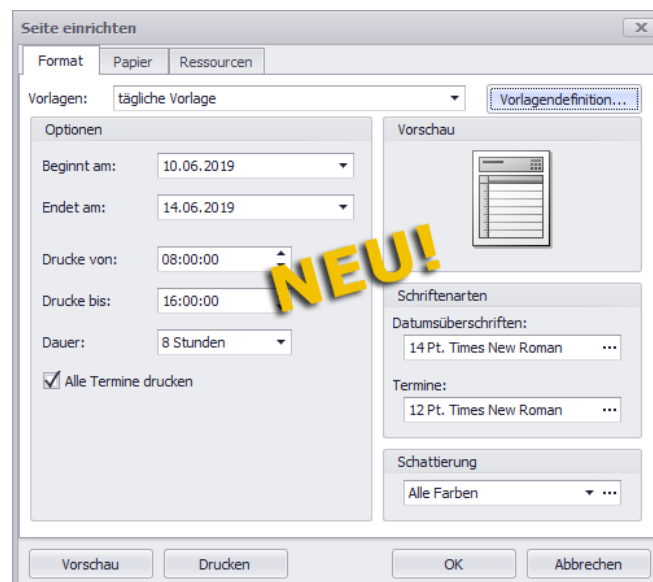 Seite einrichten
Format Papier Ressourcen
Vorlagen: tägliche Vorlage Vorlagendefinition...
Optionen
Beginnt am: 10.06.2019
Endet am: 14.06.2019
Drucke von: 08:00:00
Drucke bis: 16:00:00
Dauer: 8 Stunden
Alle Termine drucken
NEU!
Vorschau
Schriftenarten
Datumsüberschriften:
14 Pt. Times New Roman ...
Termine:
12 Pt. Times New Roman ...
Schattierung
Alle Farben ...
Vorschau Drucken OK Abbrechen